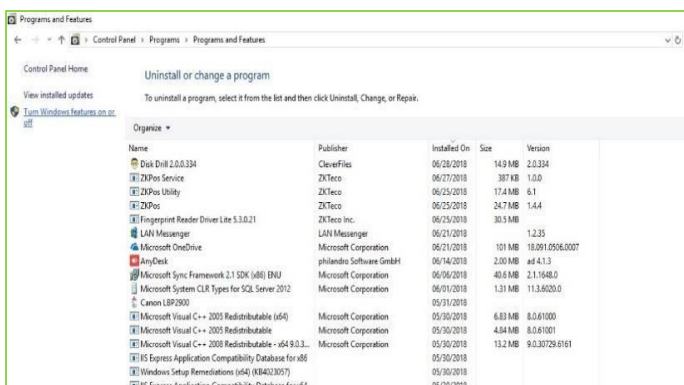 Programs and Features
Control Panel > Programs > Programs and Features
Control Panel Home
View installed updates
Turn Windows features on or off
Uninstall or change a program
To uninstall a program, select it from the list and then click Uninstall, Change, or Repair.
Organize
Name Publisher Installed On Size Version
Disk Drill 2.0.0.334 CleverFiles 06/28/2018 14.9 MB 2.0.334
ZKPos Service ZKTeco 06/27/2018 387 KB 1.0.0
ZKPos Utility ZKTeco 06/25/2018 17.4 MB 6.1
ZKPos ZKTeco 06/25/2018 24.7 MB 1.4.4
Fingerprint Reader Driver Lite 5.3.0.21 ZKTeco Inc. 06/25/2018 30.5 MB
LAN Messenger LAN Messenger 06/21/2018 1.2.35
Microsoft OneDrive Microsoft Corporation 06/21/2018 101 MB 18.091.0506.0007
AnyDesk philandro Software GmbH 06/14/2018 2.00 MB ad 4.1.3
Microsoft Sync Framework 2.1 SDK (x86) ENU Microsoft Corporation 06/06/2018 40.6 MB 2.1.1648.0
Microsoft System CLR Types for SQL Server 2012 Microsoft Corporation 06/01/2018 1.31 MB 11.3.6020.0
Canon LBP2900 05/31/2018
Microsoft Visual C++ 2005 Redistributable (x64) Microsoft Corporation 05/30/2018 6.83 MB 8.0.61000
Microsoft Visual C++ 2005 Redistributable Microsoft Corporation 05/30/2018 4.84 MB 8.0.61001
Microsoft Visual C++ 2008 Redistributable - x64 9.0.3... Microsoft Corporation 05/30/2018 13.2 MB 9.0.30729.6161
IIS Express Application Compatibility Database for x86 05/30/2018
Windows Setup Remediations (x64) (KB4023057) 05/30/2018
IIS Express Application Compatibility Database for x64 05/30/2018